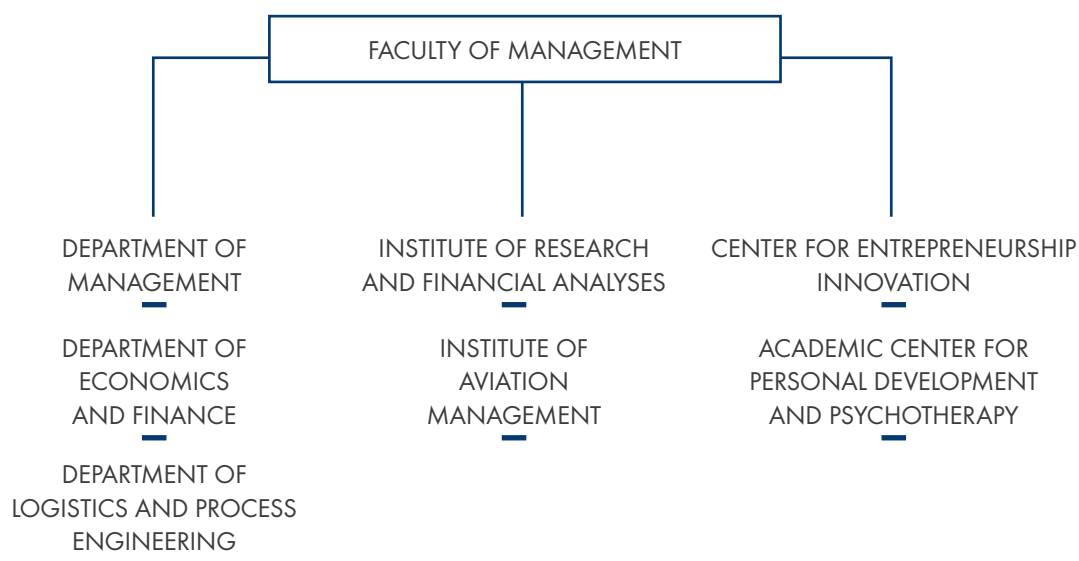 FACULTY OF MANAGEMENT
DEPARTMENT OF
MANAGEMENT
DEPARTMENT OF
ECONOMICS
AND FINANCE
DEPARTMENT OF
LOGISTICS AND PROCESS
ENGINEERING
INSTITUTE OF RESEARCH
AND FINANCIAL ANALYSES
INSTITUTE OF
AVIATION
MANAGEMENT
CENTER FOR ENTREPRENEURSHIP
INNOVATION
ACADEMIC CENTER FOR
PERSONAL DEVELOPMENT
AND PSYCHOTHERAPY